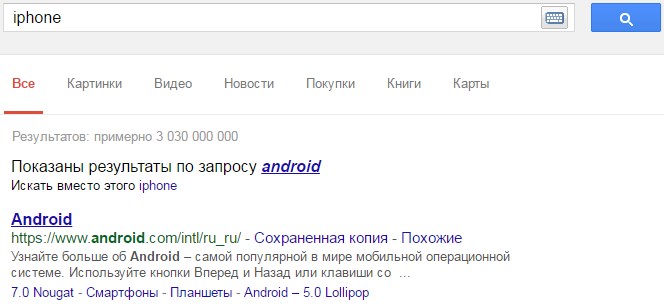 iphone
Все Картинки Видео Новости Покупки Книги Карты
Результатов: примерно 3 030 000 000
Показаны результаты по запросу android
Искать вместо этого iphone
Android
https://www.android.com/intl/ru_ru/ - Сохраненная копия - Похожие
Узнайте больше об Android – самой популярной в мире мобильной операционной
системе. Используйте кнопки Вперед и Назад или клавиши со ...
7.0 Nougat - Смартфоны - Планшеты - Android – 5.0 Lollipop